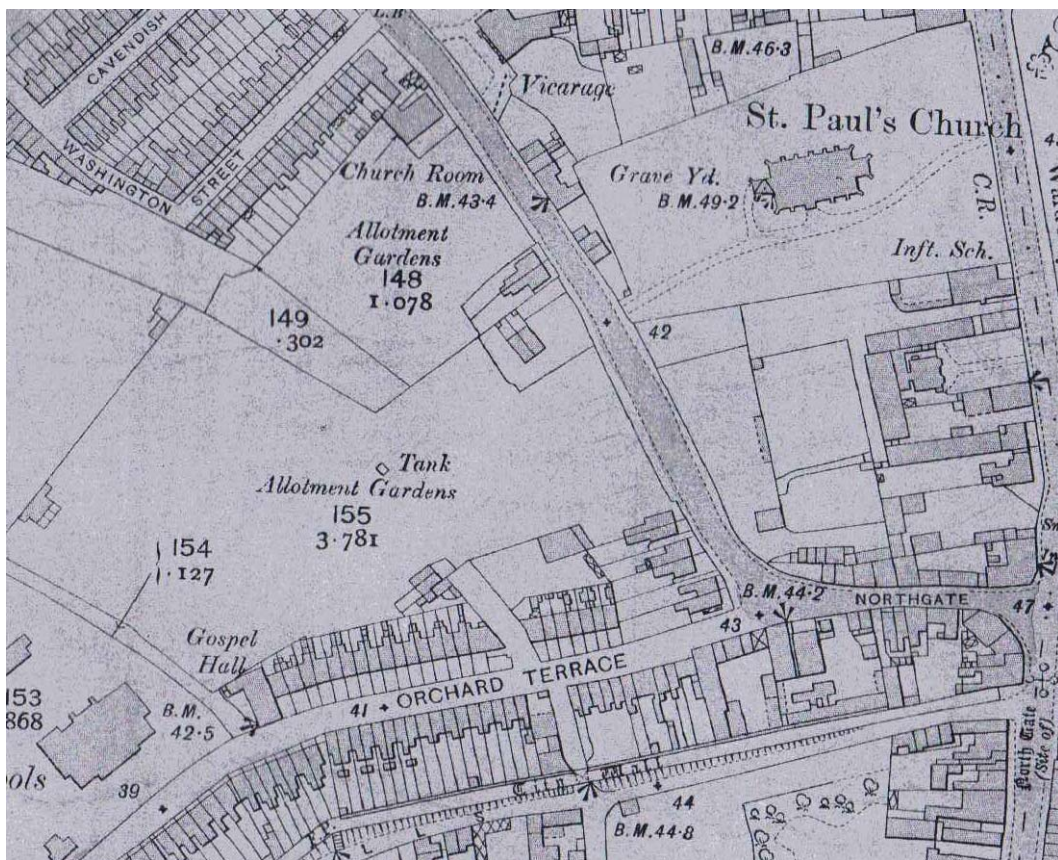 L.B
CAVENDISH
B.M.46·3
Vicarage
St. Paul's Church
WASHINGTON
STREET
Church Room
B.M.43·4
Grave Yd.
B.M.49·2
C.R.
Allotment
Gardens
148
1·078
Inft. Sch.
149
·302
42
Tank
Allotment Gardens
155
3·781
154
·127
B.M.44·2
NORTHGATE
47
43
Gospel
Hall
ORCHARD TERRACE
41
153
868
B.M.
42·5
ols
39
North Gate
(Site of)
44
B.M.44·8